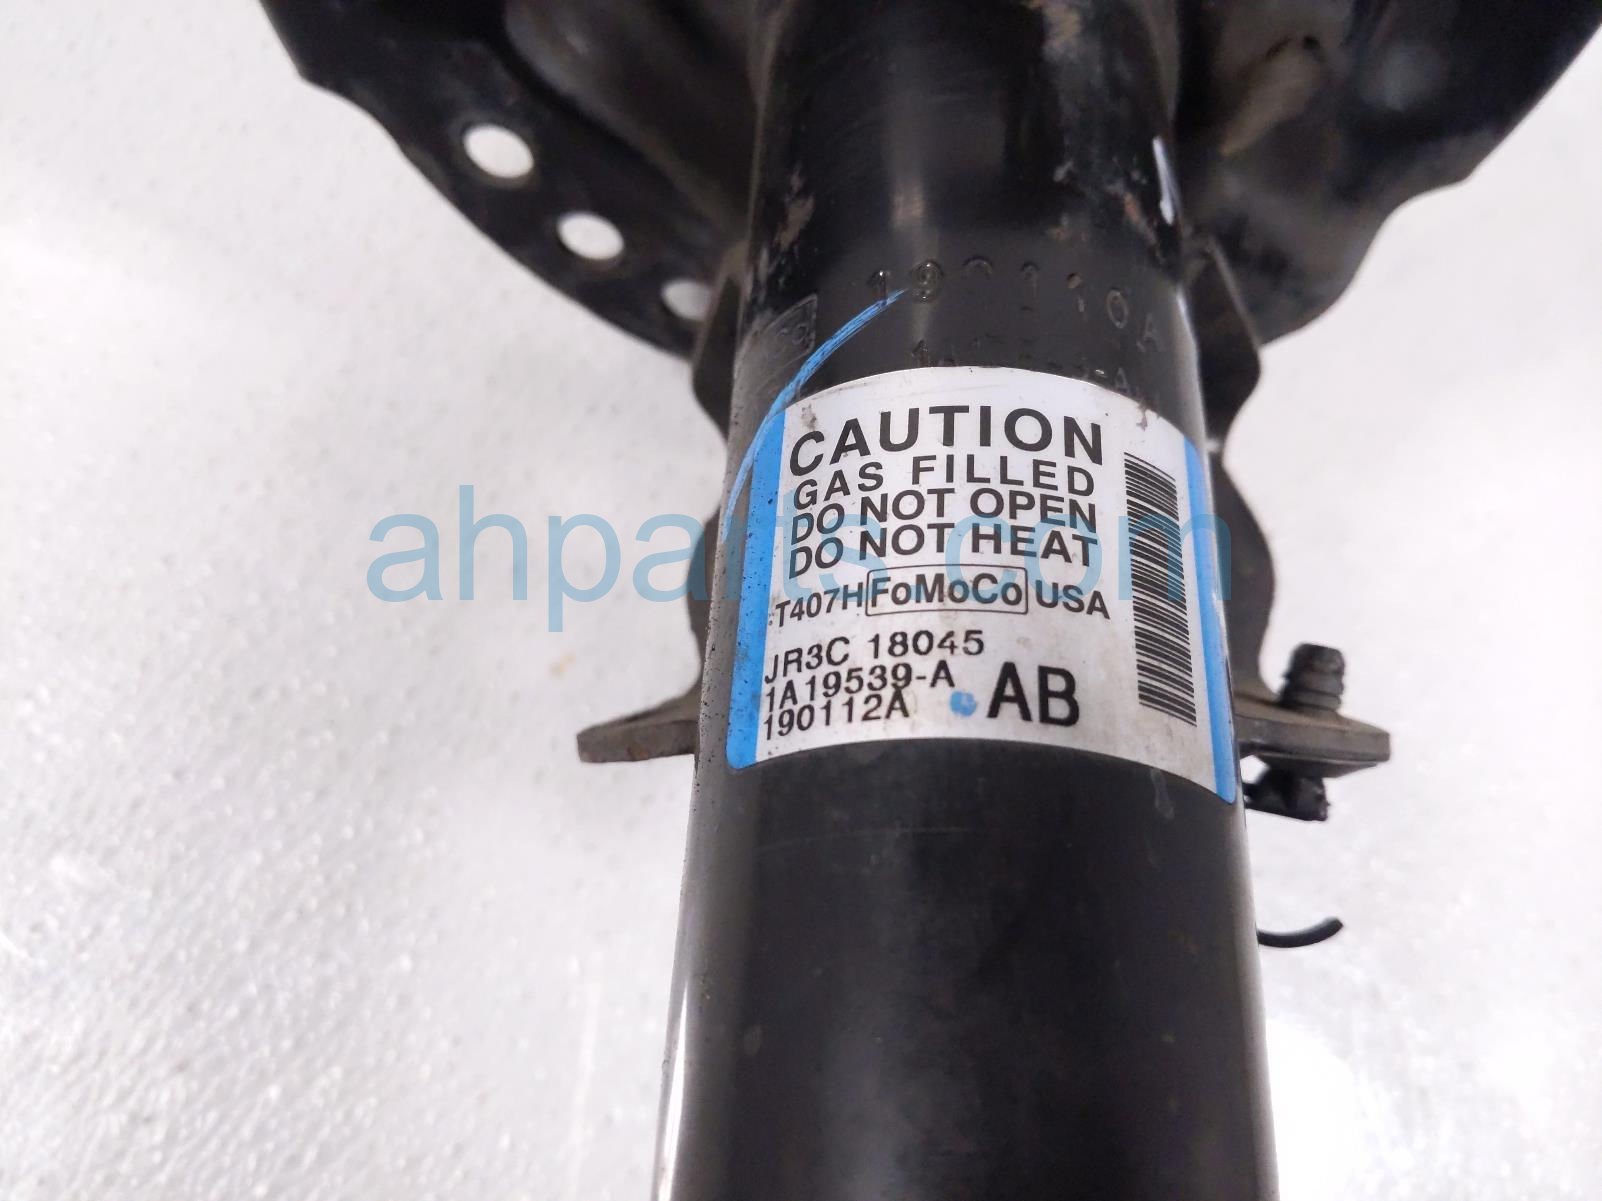 CAUTION
GAS FILLED
DO NOT OPEN
DO NOT HEAT
T407H FoMoCo USA
JR3C 18045
1A19539-A
190112A AB
ahparts.com